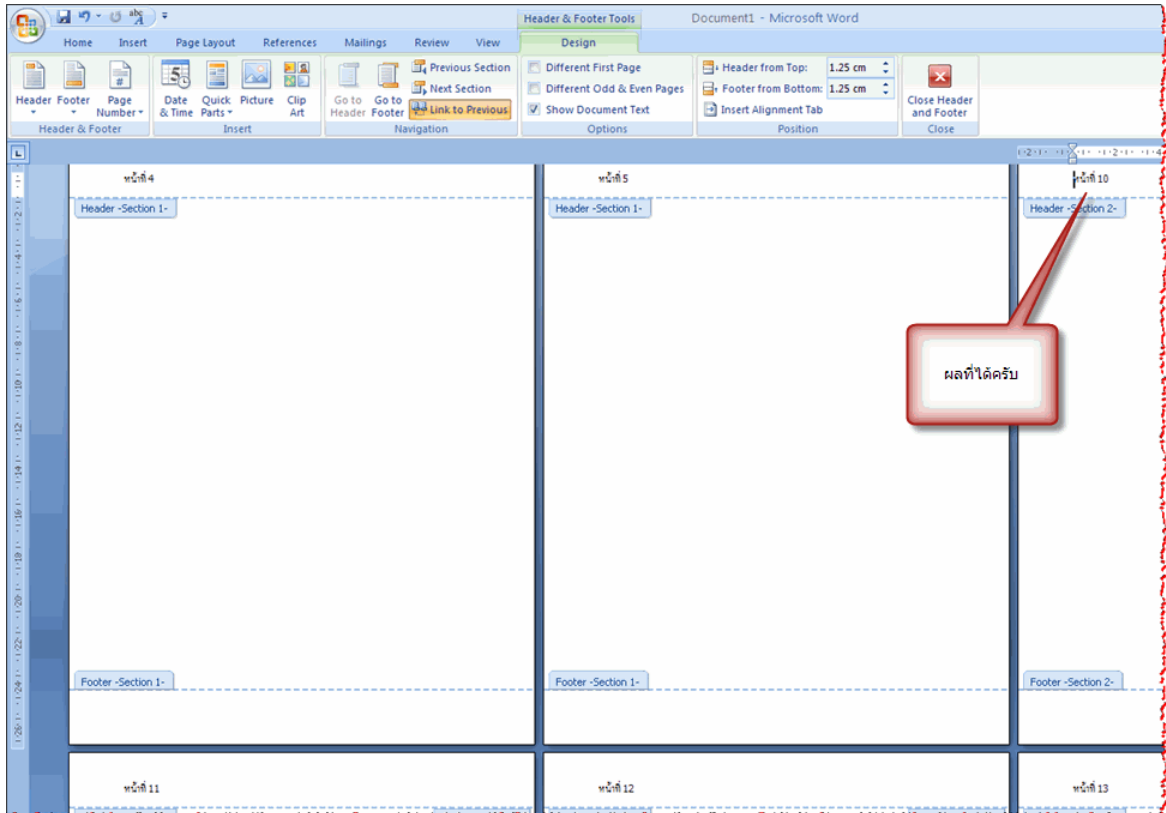 Header & Footer Tools
Document1 - Microsoft Word
Home Insert Page Layout References Mailings Review View Design
Header Footer Page Number
Header & Footer
Date & Time Quick Parts Picture Clip Art
Insert
Go to Header Go to Footer
Previous Section
Next Section
Link to Previous
Navigation
Different First Page
Different Odd & Even Pages
Show Document Text
Options
Header from Top: 1.25 cm
Footer from Bottom: 1.25 cm
Insert Alignment Tab
Position
Close Header and Footer
Close
หน้าที่ 4
หน้าที่ 5
หน้าที่ 10
Header -Section 1-
Header -Section 1-
Header -Section 2-
ผลที่ได้ครับ
Footer -Section 1-
Footer -Section 1-
Footer -Section 2-
หน้าที่ 11
หน้าที่ 12
หน้าที่ 13